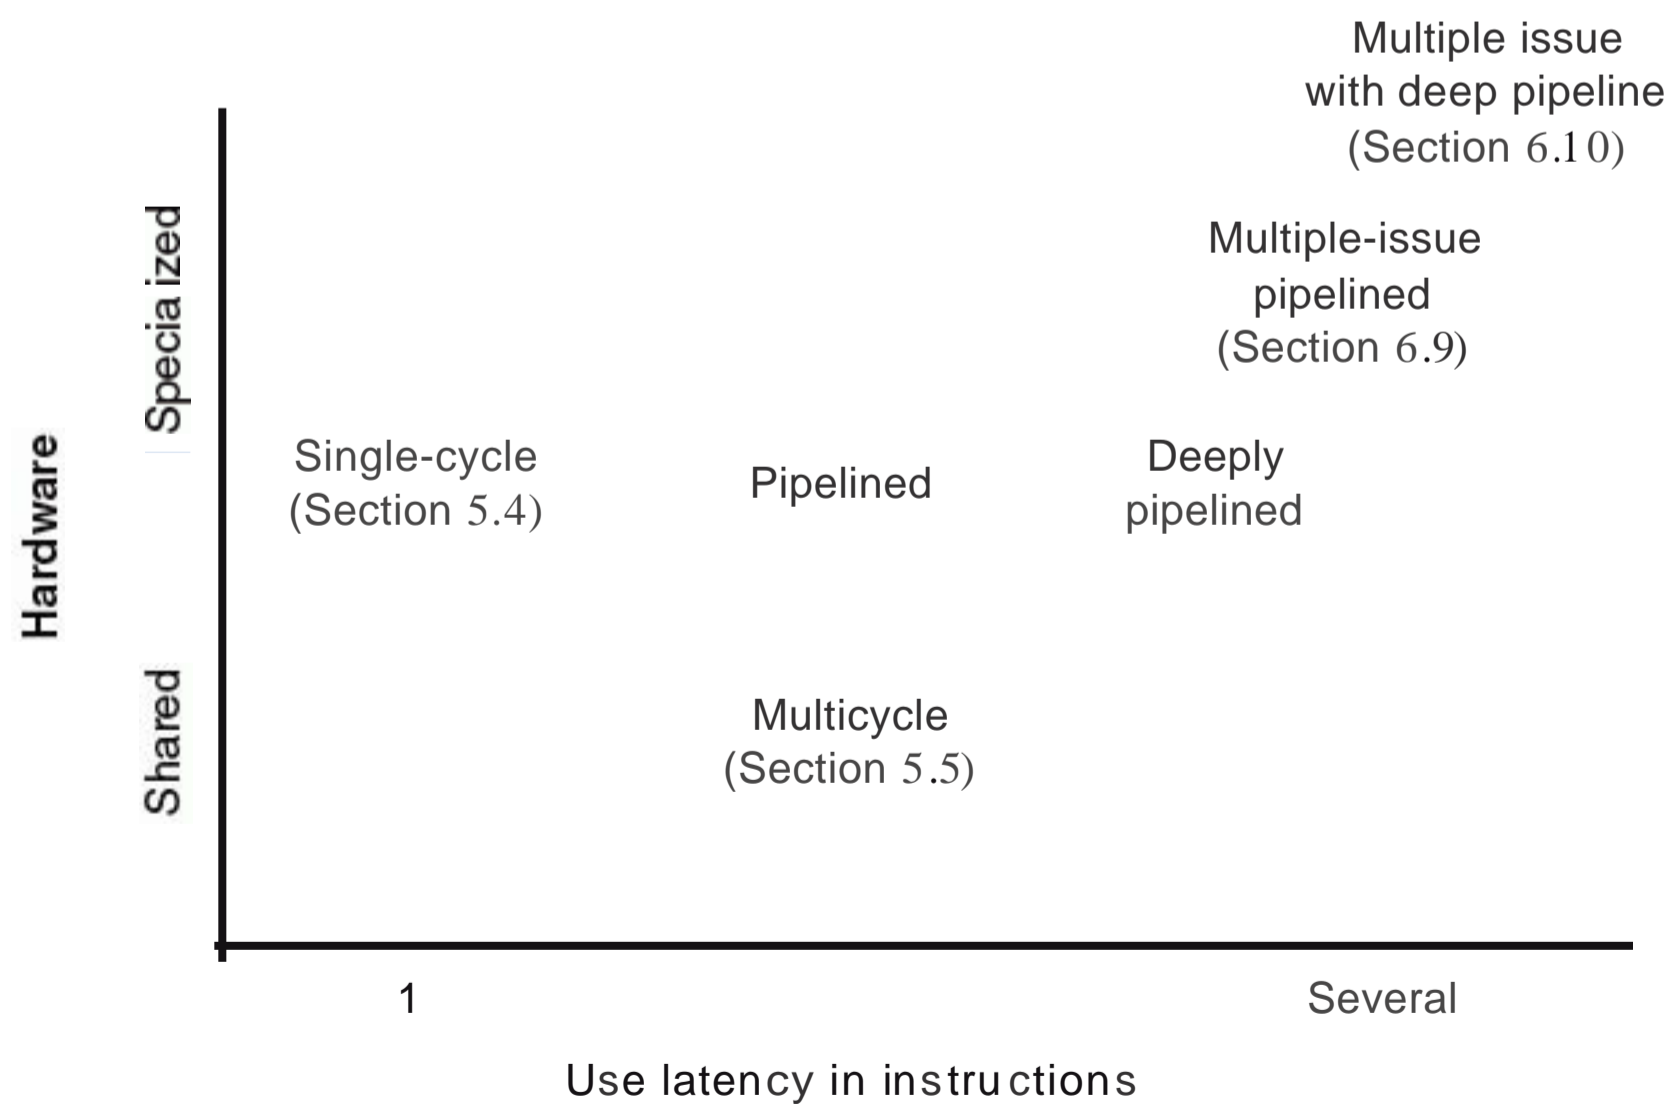 Multiple issue
with deep pipeline
(Section 6.10)
Multiple-issue
pipelined
(Section 6.9)
Specia ized
Hardware
Single-cycle
(Section 5.4)
Pipelined
Deeply
pipelined
Shared
Multicycle
(Section 5.5)
1
Several
Use latency in instructions